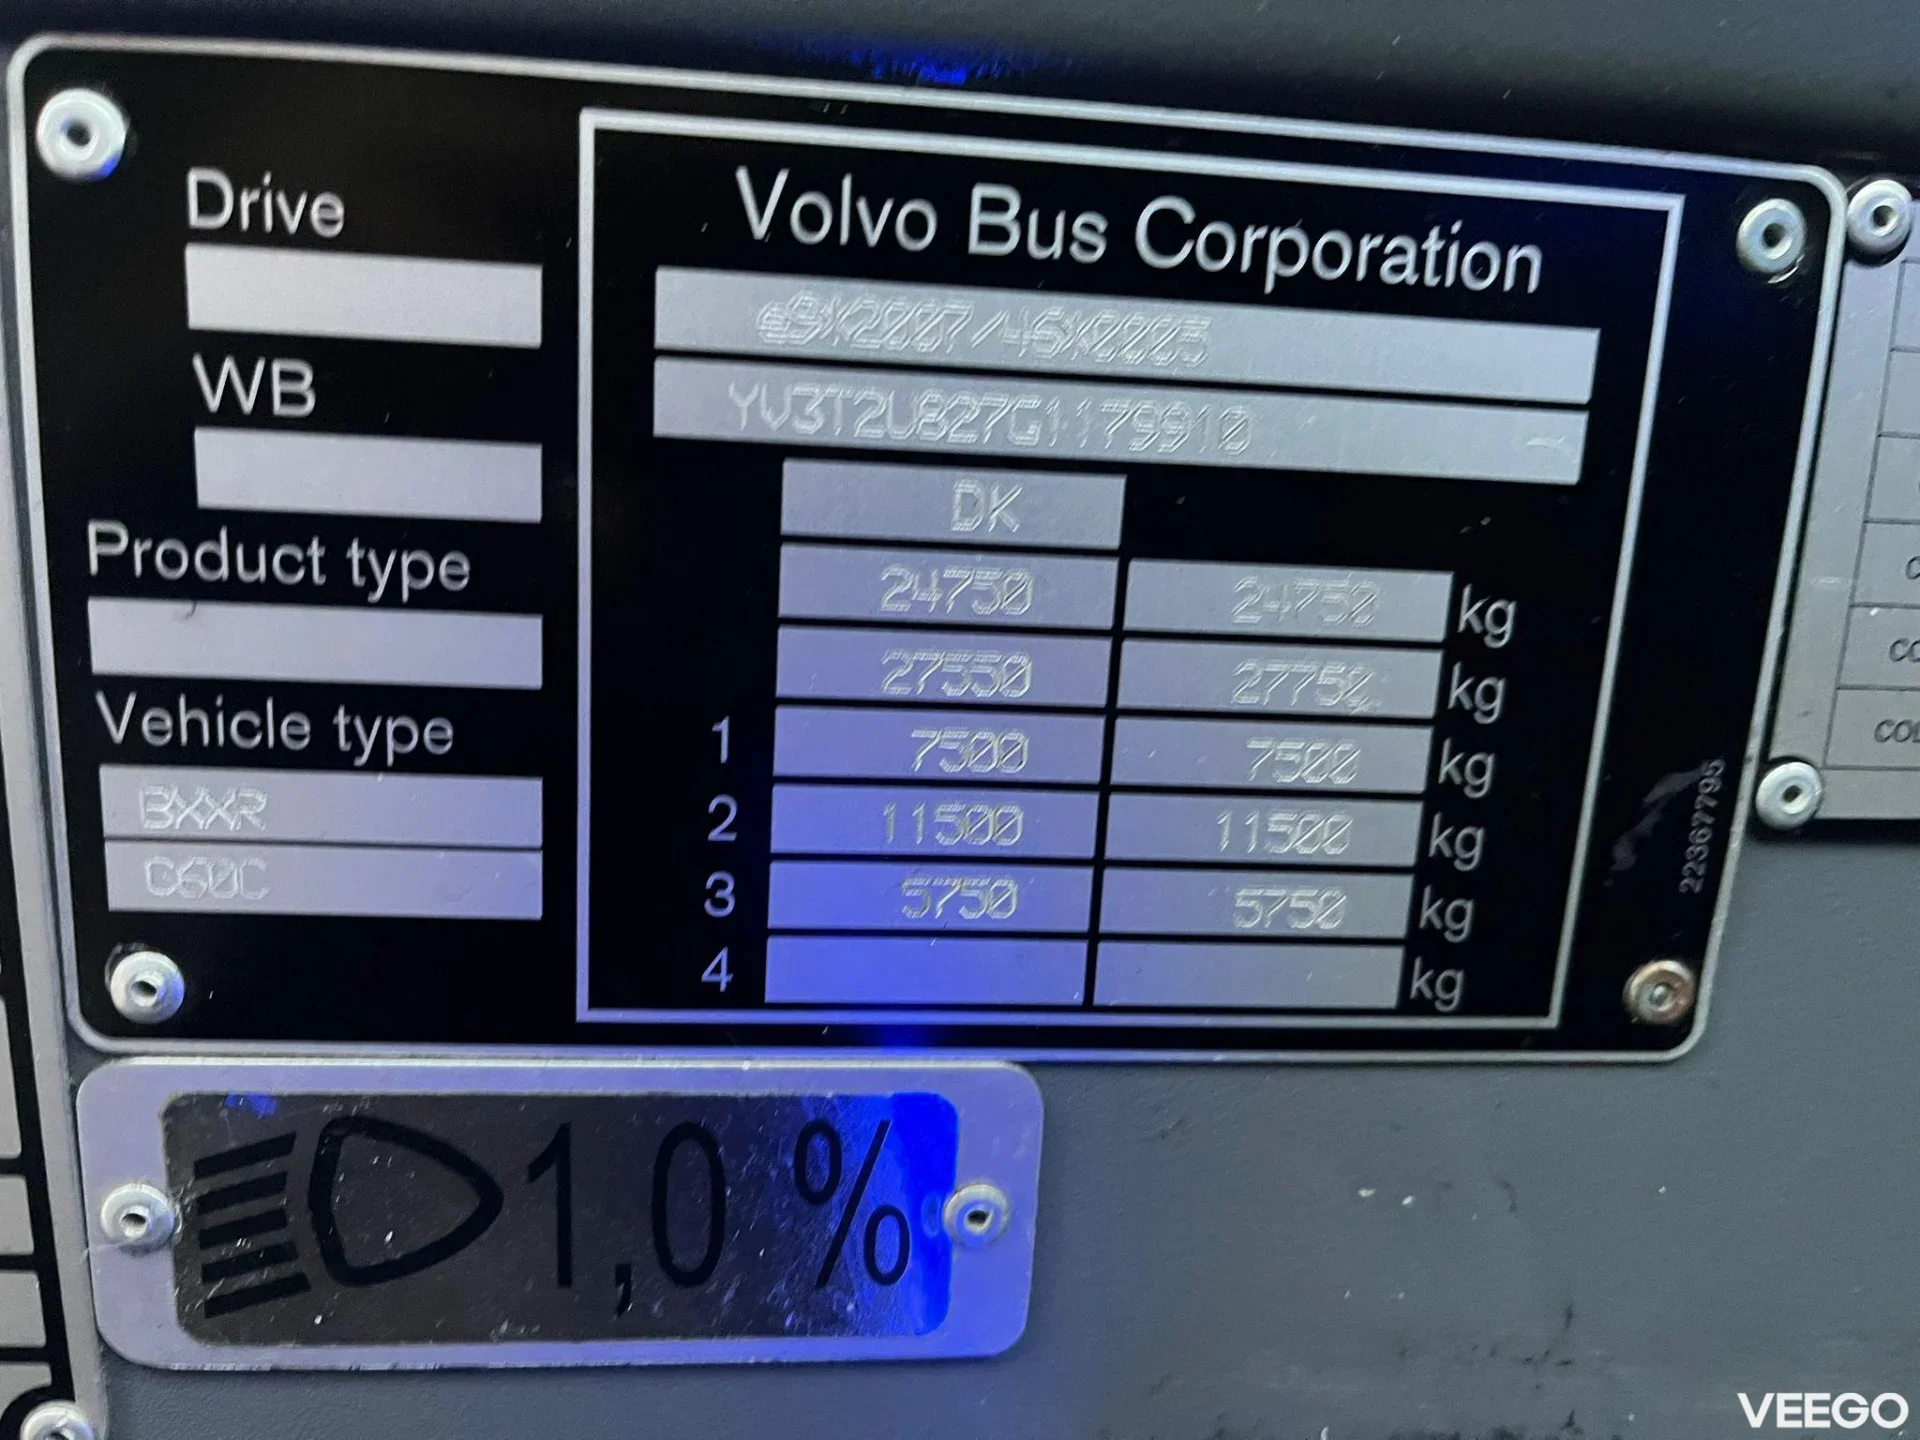 Drive
WB
Product type
Vehicle type
BXXR
Volvo Bus Corporation
e9*2007/46*0005
YV3T2U827G1179910
DK
24750 24750 kg
27550 27750 kg
1 7500 7500 kg
2 11500 11500 kg
3 5750 5750 kg
4 kg
22367795
1,0 %
VEEGO